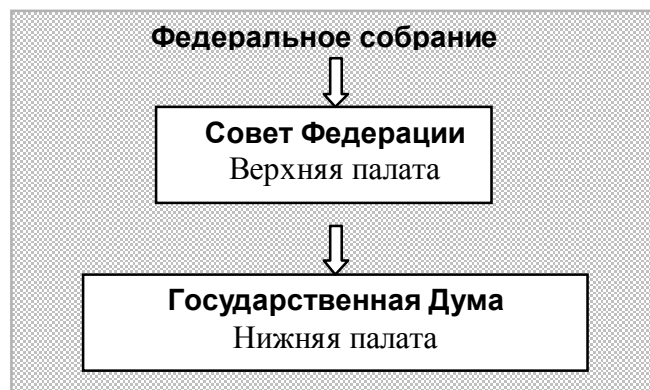 Федеральное собрание
Совет Федерации
Верхняя палата
Государственная Дума
Нижняя палата